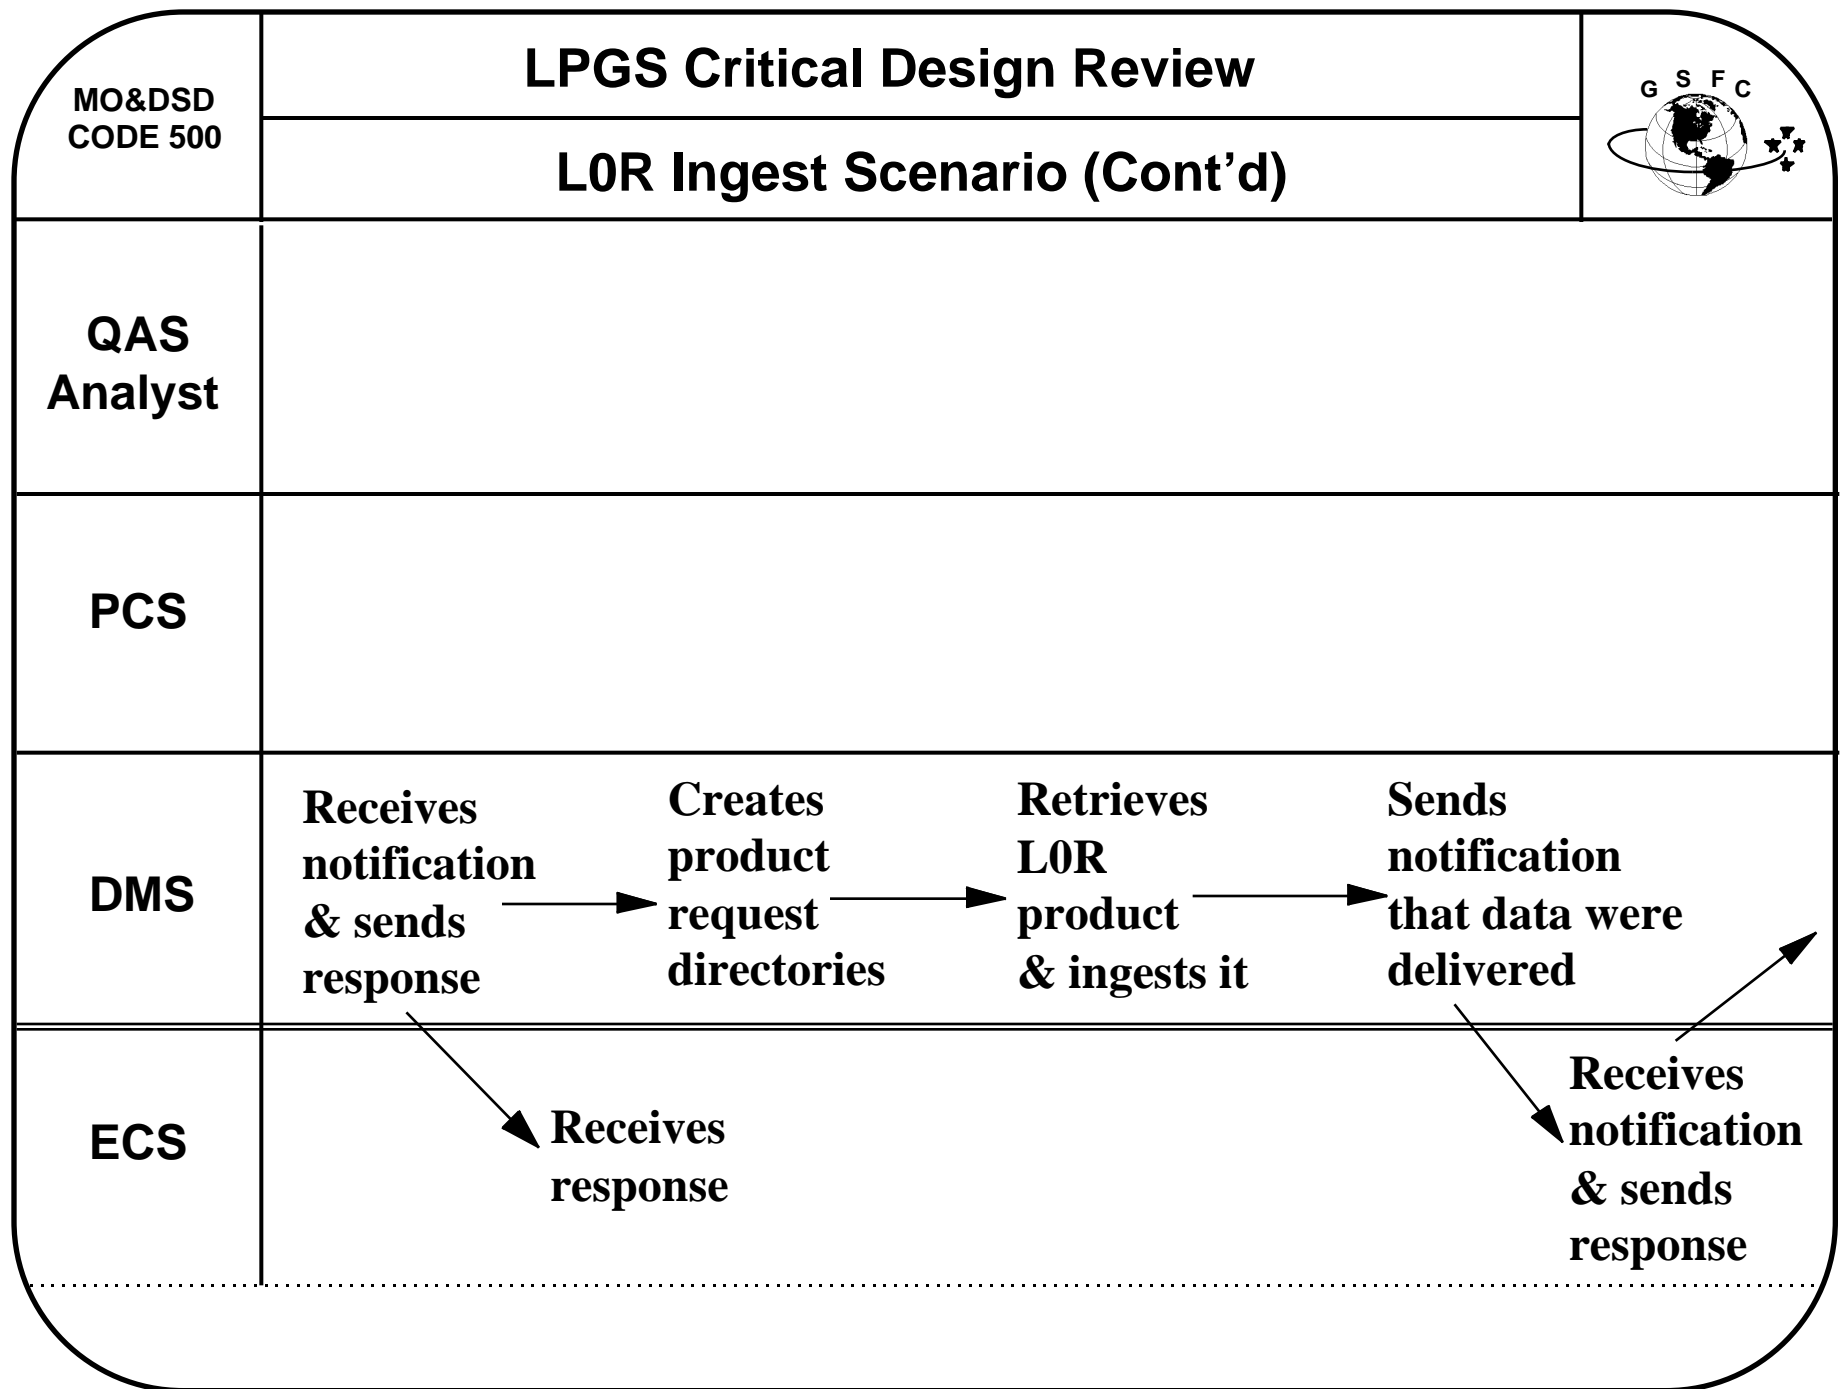 MO&DSD
CODE 500
LPGS Critical Design Review
L0R Ingest Scenario (Cont’d)
G S F C
QAS
Analyst
PCS
DMS
Receives
notification
& sends
response
Creates
product
request
directories
Retrieves
L0R
product
& ingests it
Sends
notification
that data were
delivered
ECS
Receives
response
Receives
notification
& sends
response